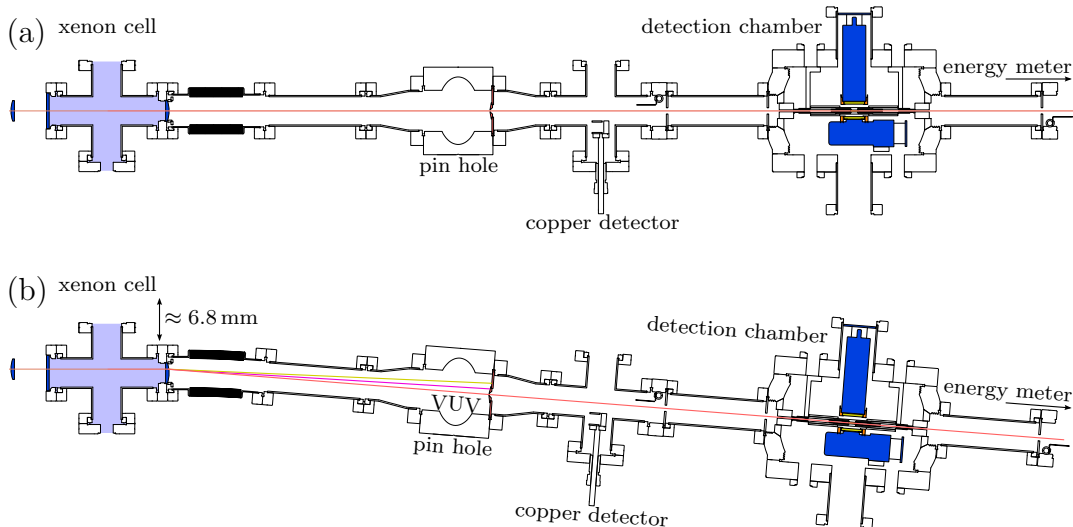 (a)
xenon cell
detection chamber
energy meter
pin hole
copper detector
(b)
xenon cell
≈ 6.8 mm
detection chamber
energy meter
VUV
pin hole
copper detector